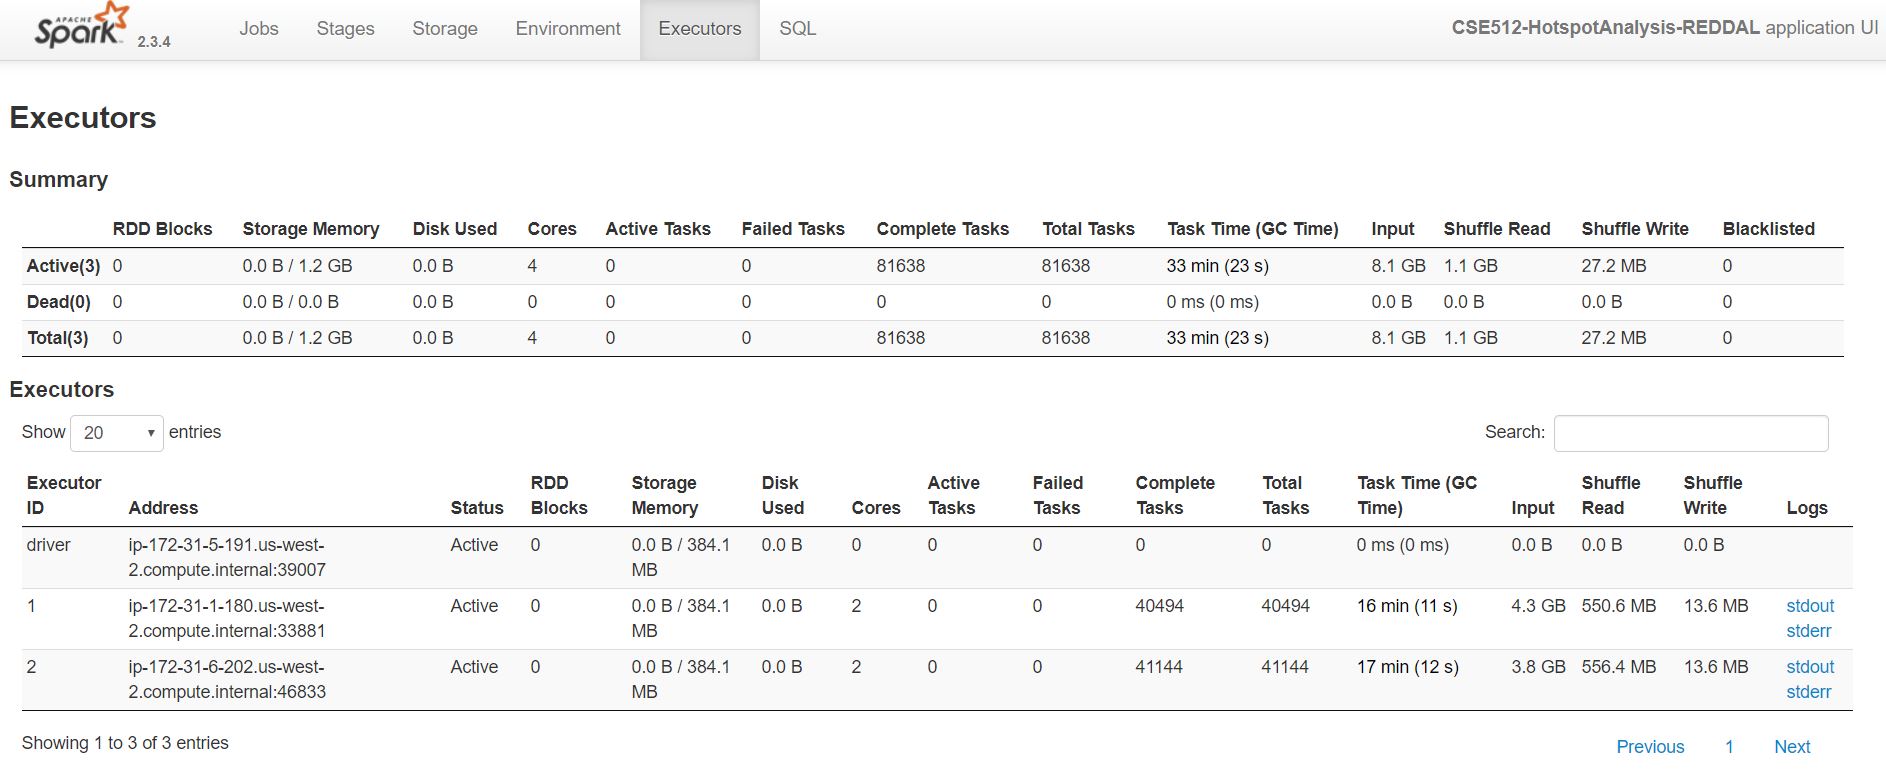 APACHE
Spark 2.3.4 Jobs Stages Storage Environment Executors SQL CSE512-HotspotAnalysis-REDDAL application UI
Executors
Summary
RDD Blocks Storage Memory Disk Used Cores Active Tasks Failed Tasks Complete Tasks Total Tasks Task Time (GC Time) Input Shuffle Read Shuffle Write Blacklisted
Active(3) 0 0.0 B / 1.2 GB 0.0 B 4 0 0 81638 81638 33 min (23 s) 8.1 GB 1.1 GB 27.2 MB 0
Dead(0) 0 0.0 B / 0.0 B 0.0 B 0 0 0 0 0 0 ms (0 ms) 0.0 B 0.0 B 0.0 B 0
Total(3) 0 0.0 B / 1.2 GB 0.0 B 4 0 0 81638 81638 33 min (23 s) 8.1 GB 1.1 GB 27.2 MB 0
Executors
Show 20 entries Search:
Executor RDD Storage Disk Active Failed Complete Total Task Time (GC Shuffle Shuffle
ID Address Status Blocks Memory Used Cores Tasks Tasks Tasks Tasks Time) Input Read Write Logs
driver ip-172-31-5-191.us-west- Active 0 0.0 B / 384.1 0.0 B 0 0 0 0 0 0 ms (0 ms) 0.0 B 0.0 B 0.0 B
2.compute.internal:39007 MB
1 ip-172-31-1-180.us-west- Active 0 0.0 B / 384.1 0.0 B 2 0 0 40494 40494 16 min (11 s) 4.3 GB 550.6 MB 13.6 MB stdout
2.compute.internal:33881 MB stderr
2 ip-172-31-6-202.us-west- Active 0 0.0 B / 384.1 0.0 B 2 0 0 41144 41144 17 min (12 s) 3.8 GB 556.4 MB 13.6 MB stdout
2.compute.internal:46833 MB stderr
Showing 1 to 3 of 3 entries Previous 1 Next